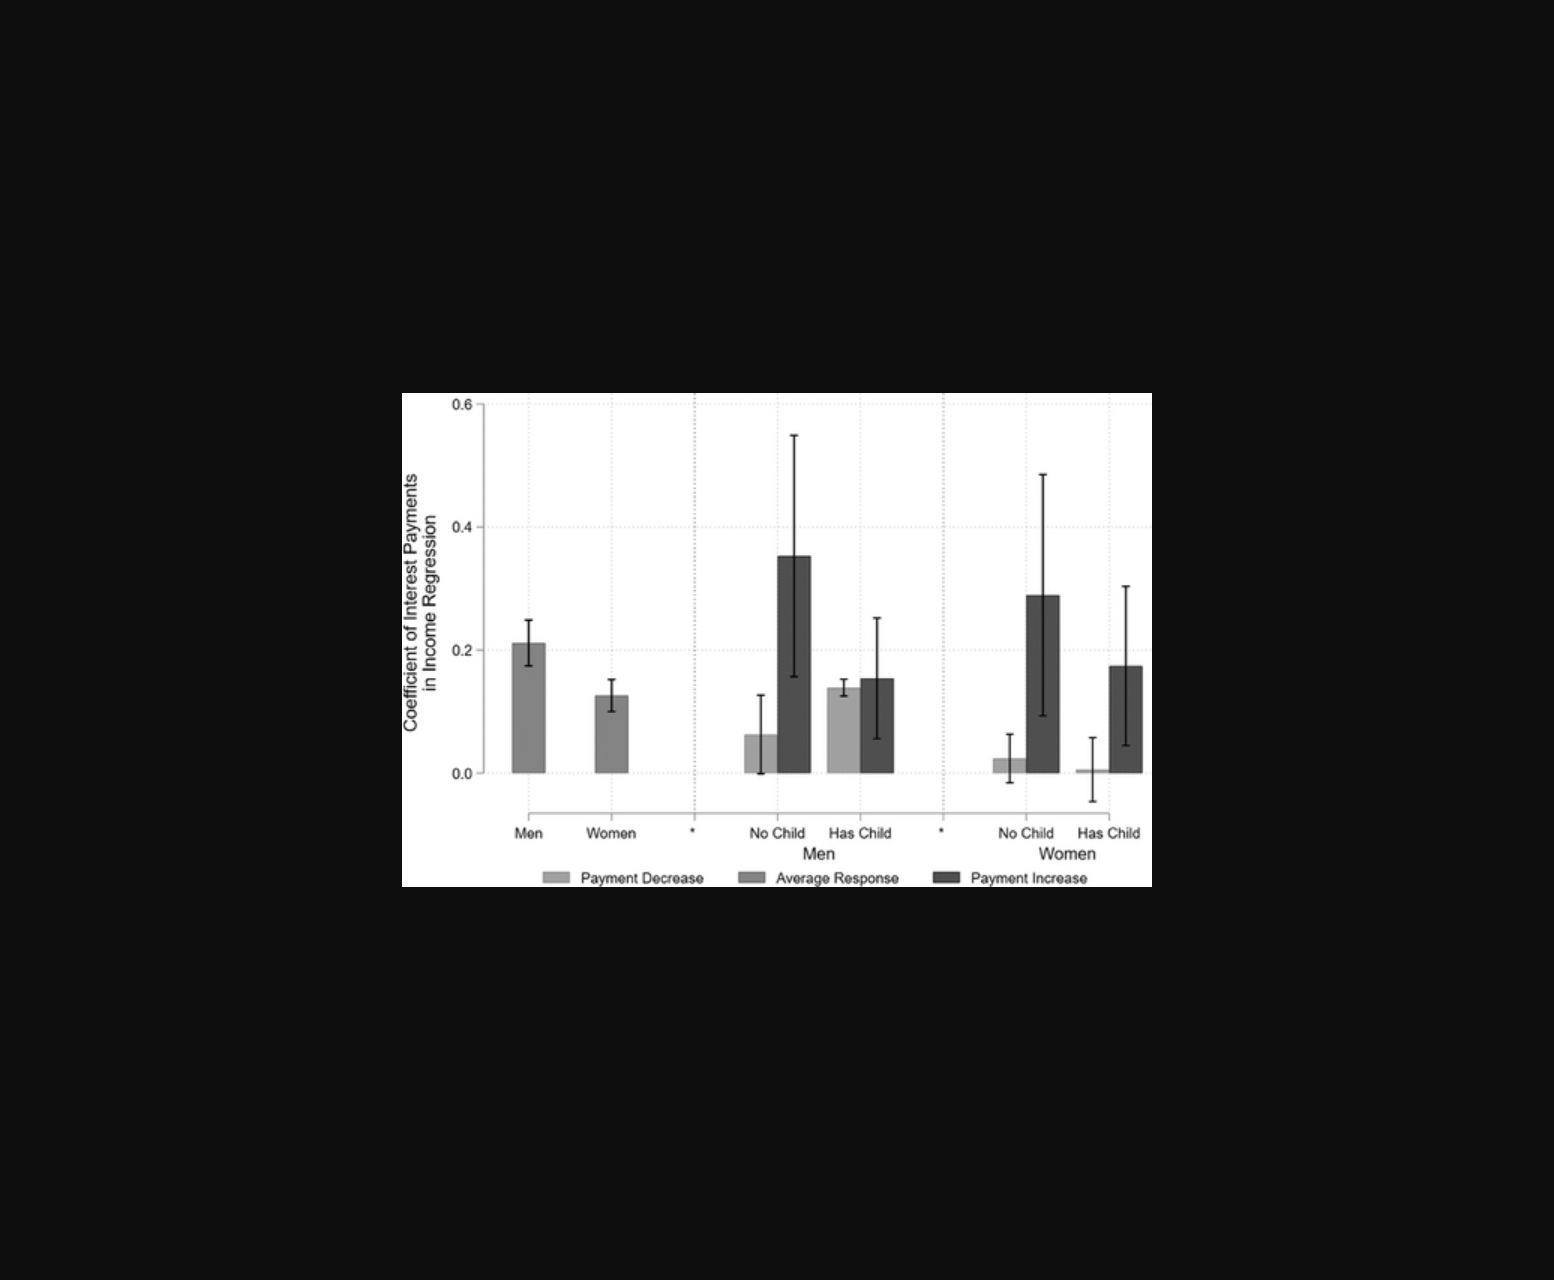 Coefficient of Interest Payments
in Income Regression
0.6
0.4
0.2
0.0
Men Women * No Child Has Child * No Child Has Child
Men Women
Payment Decrease Average Response Payment Increase